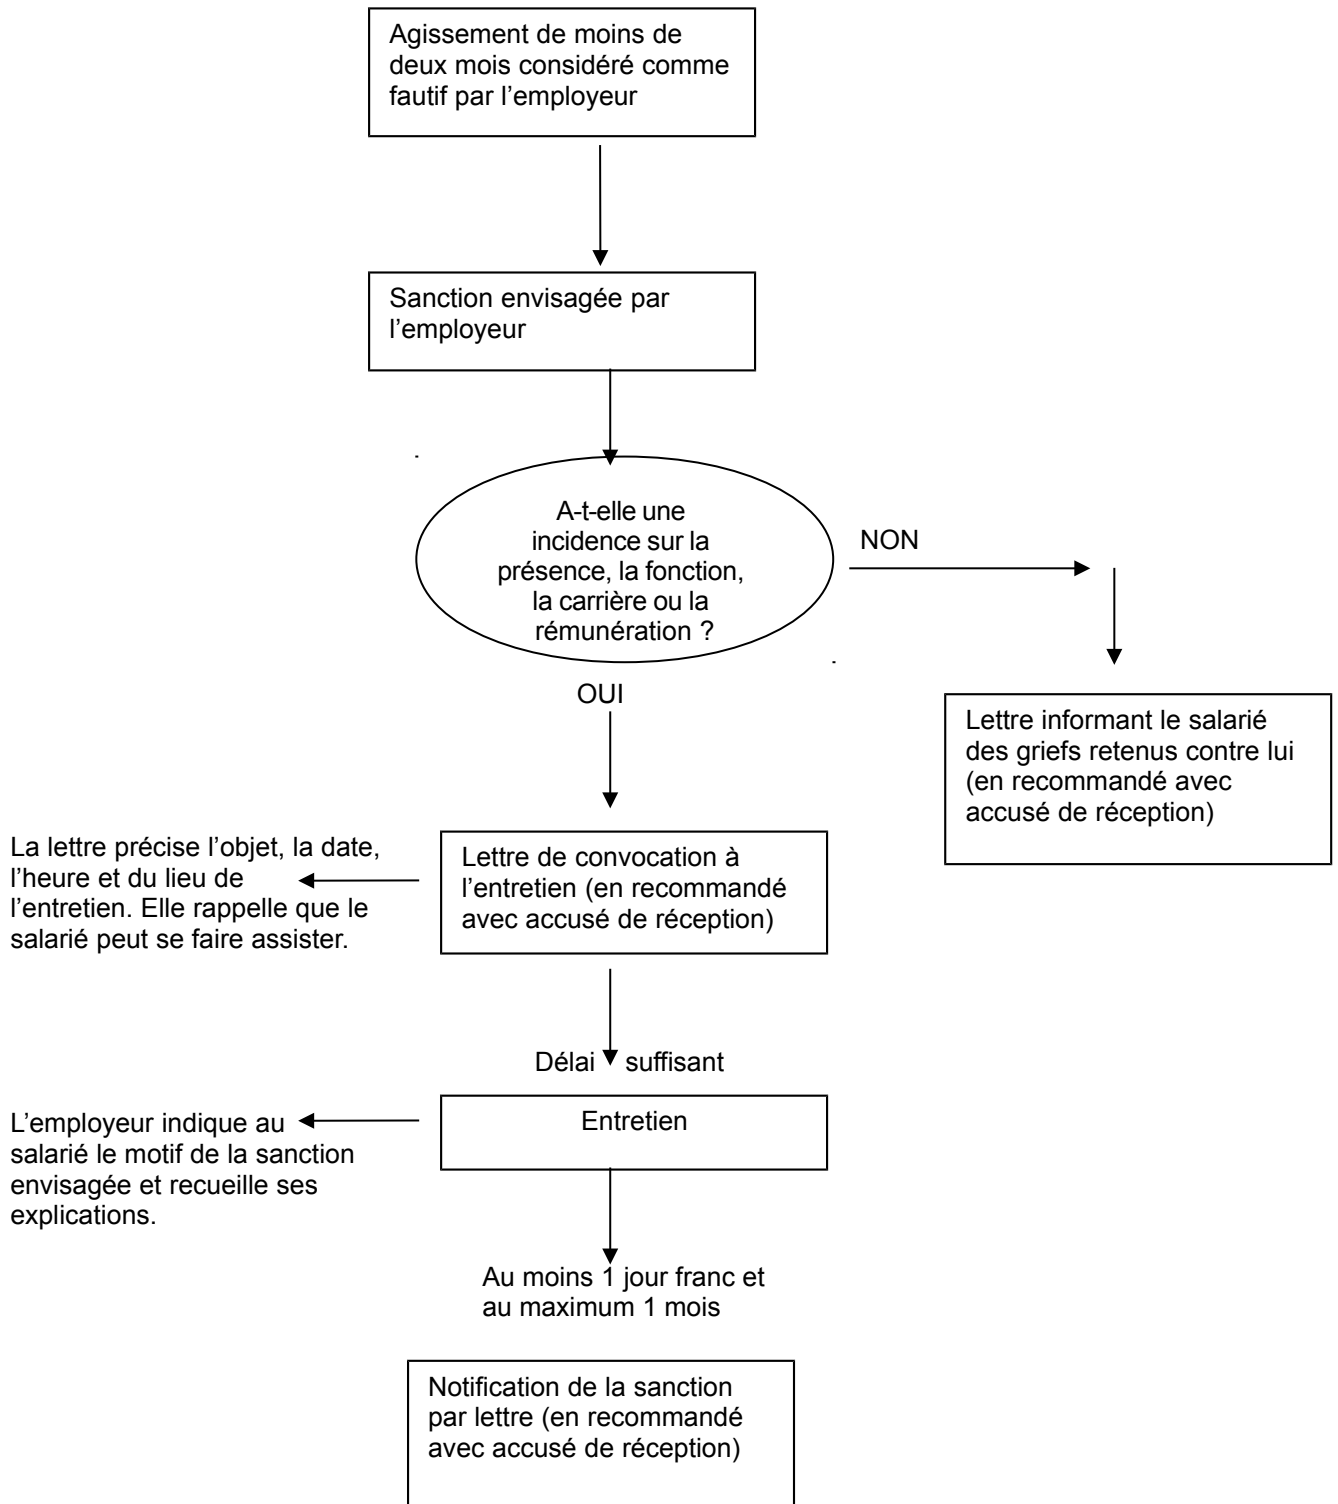 Agissement de moins de
deux mois considéré comme
fautif par l’employeur
Sanction envisagée par
l’employeur
A-t-elle une
incidence sur la
présence, la fonction,
la carrière ou la
rémunération ?
NON
OUI
Lettre informant le salarié
des griefs retenus contre lui
(en recommandé avec
accusé de réception)
La lettre précise l’objet, la date,
l’heure et du lieu de
l’entretien. Elle rappelle que le
salarié peut se faire assister.
Lettre de convocation à
l’entretien (en recommandé
avec accusé de réception)
Délai suffisant
Entretien
L’employeur indique au
salarié le motif de la sanction
envisagée et recueille ses
explications.
Au moins 1 jour franc et
au maximum 1 mois
Notification de la sanction
par lettre (en recommandé
avec accusé de réception)